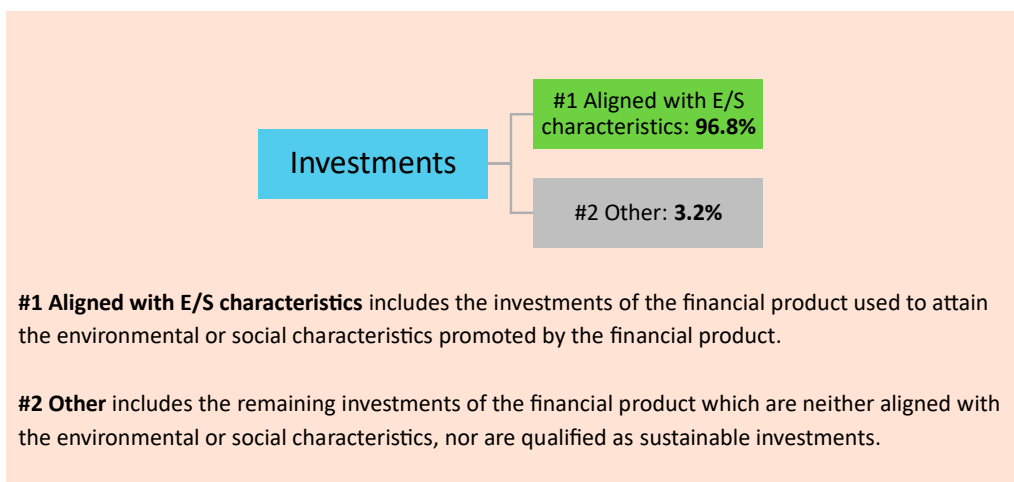 #1 Aligned with E/S
characteristics: 96.8%
Investments
#2 Other: 3.2%
#1 Aligned with E/S characteristics includes the investments of the financial product used to attain
the environmental or social characteristics promoted by the financial product.
#2 Other includes the remaining investments of the financial product which are neither aligned with
the environmental or social characteristics, nor are qualified as sustainable investments.